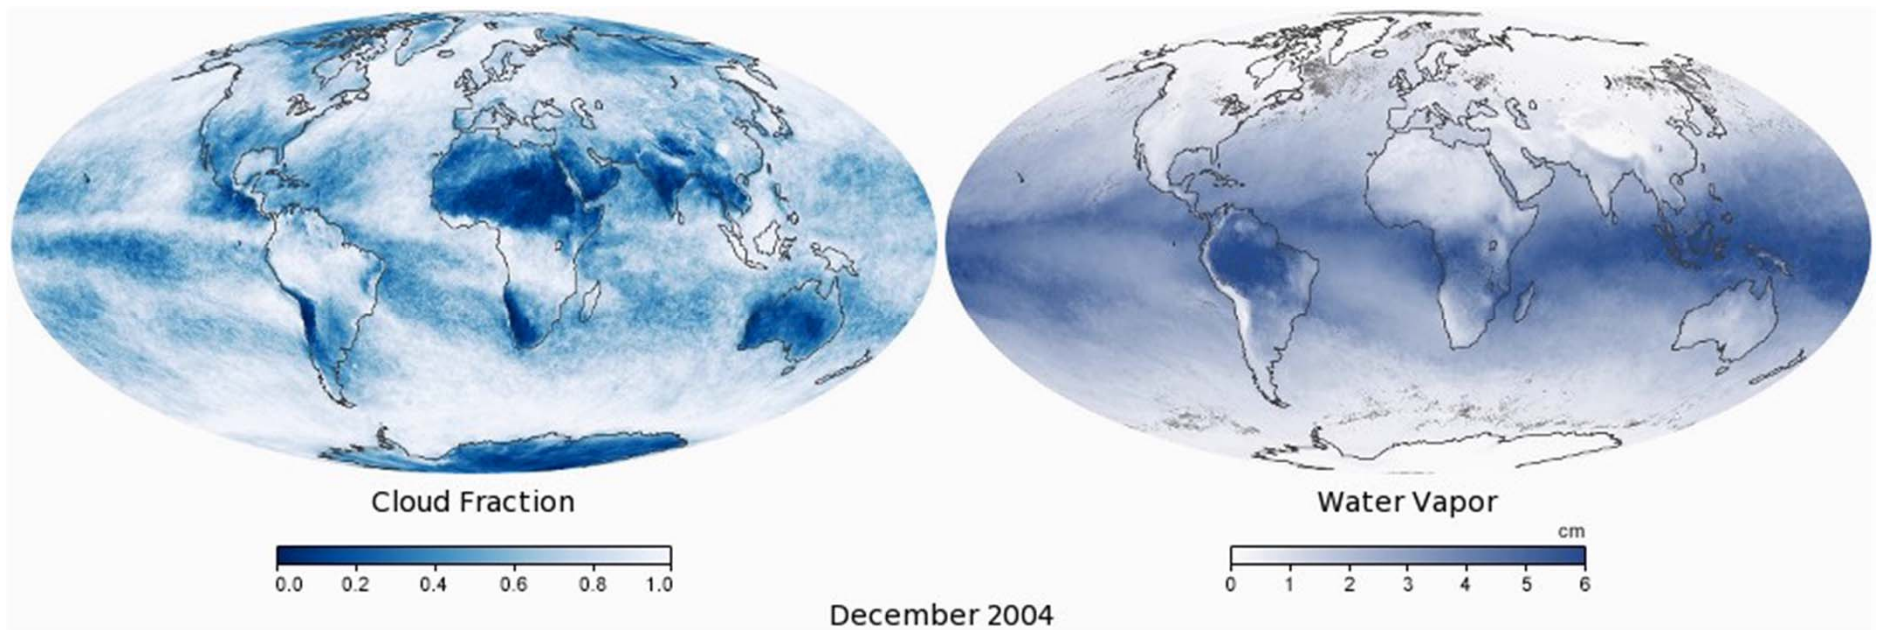 Cloud Fraction
0.0 0.2 0.4 0.6 0.8 1.0
Water Vapor
cm
0 1 2 3 4 5 6
December 2004